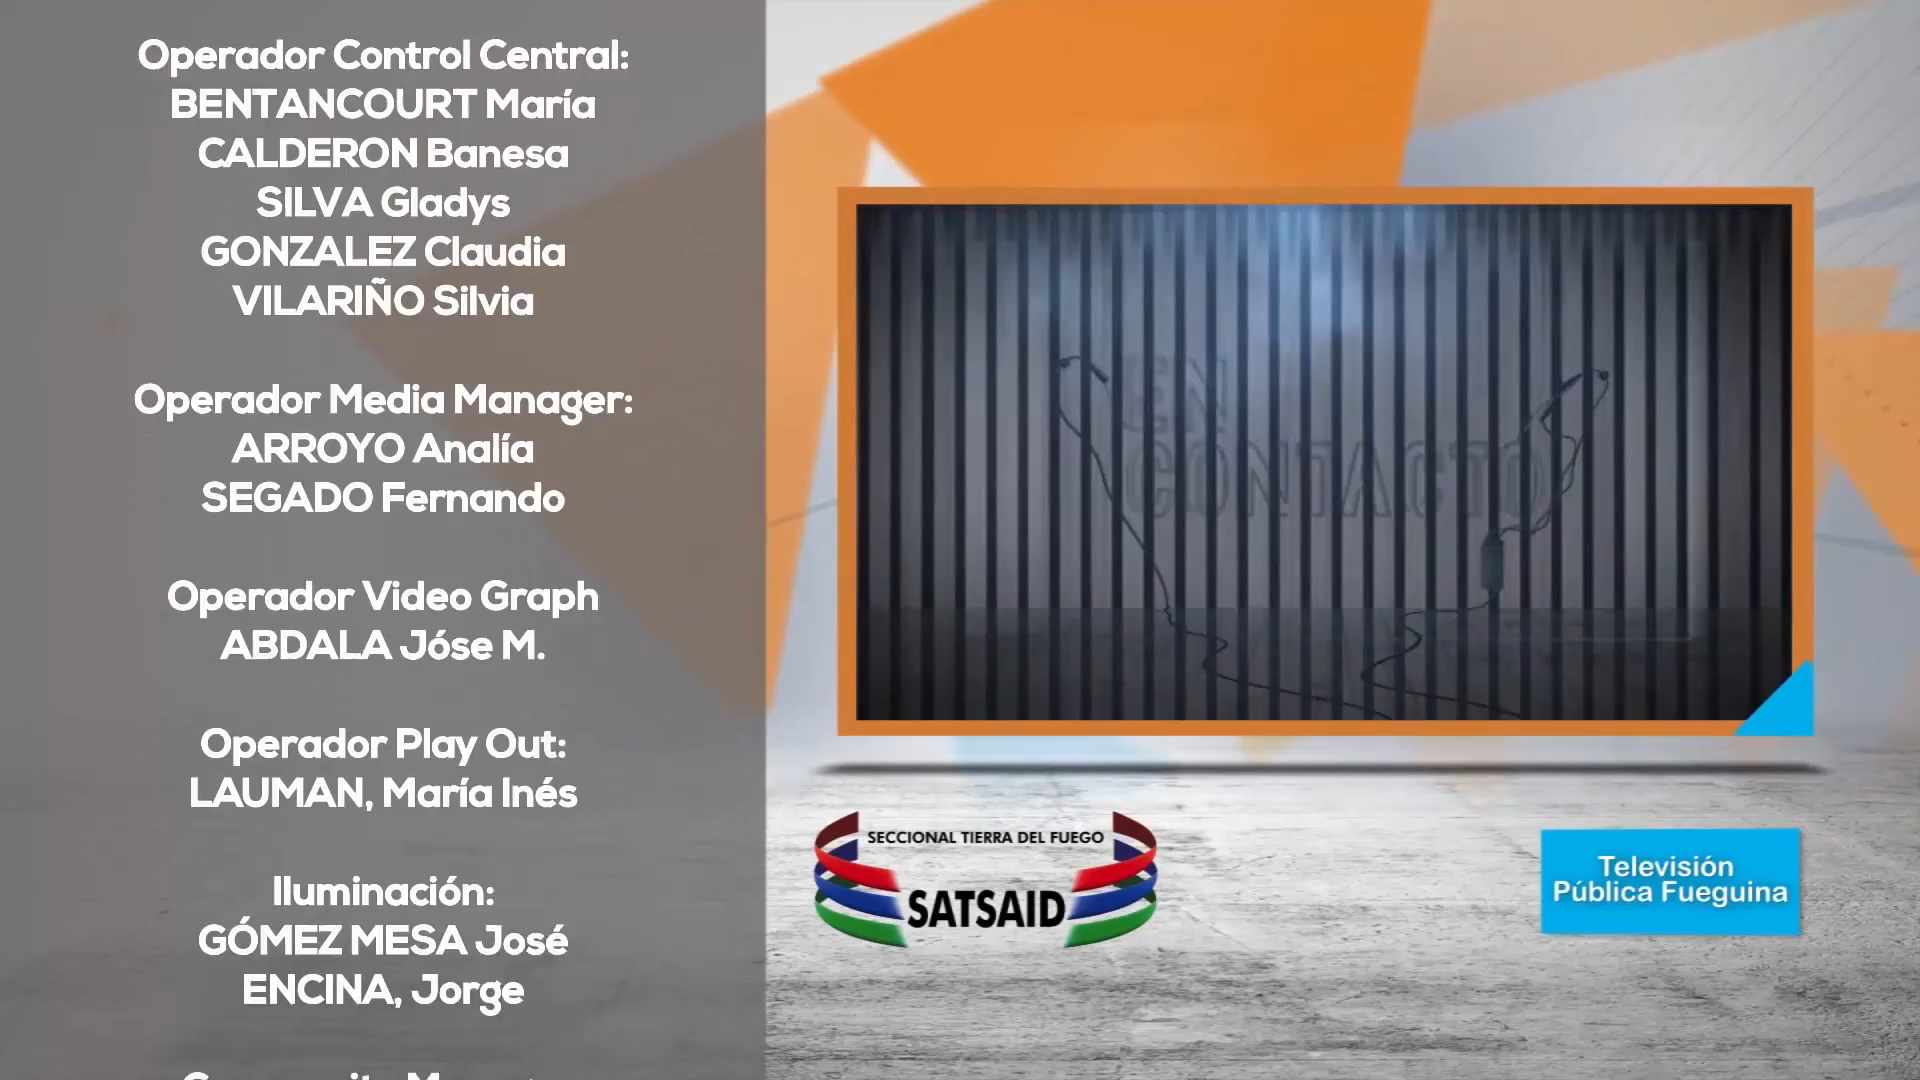 Operador Control Central:
BENTANCOURT María
CALDERON Banesa
SILVA Gladys
GONZALEZ Claudia
VILARIÑO Silvia
Operador Media Manager:
ARROYO Analía
SEGADO Fernando
Operador Video Graph
ABDALA Jóse M.
Operador Play Out:
LAUMAN, María Inés
Iluminación:
GÓMEZ MESA José
ENCINA, Jorge
EN
CONTACTO
SECCIONAL TIERRA DEL FUEGO
SATSAID
Televisión
Pública Fueguina